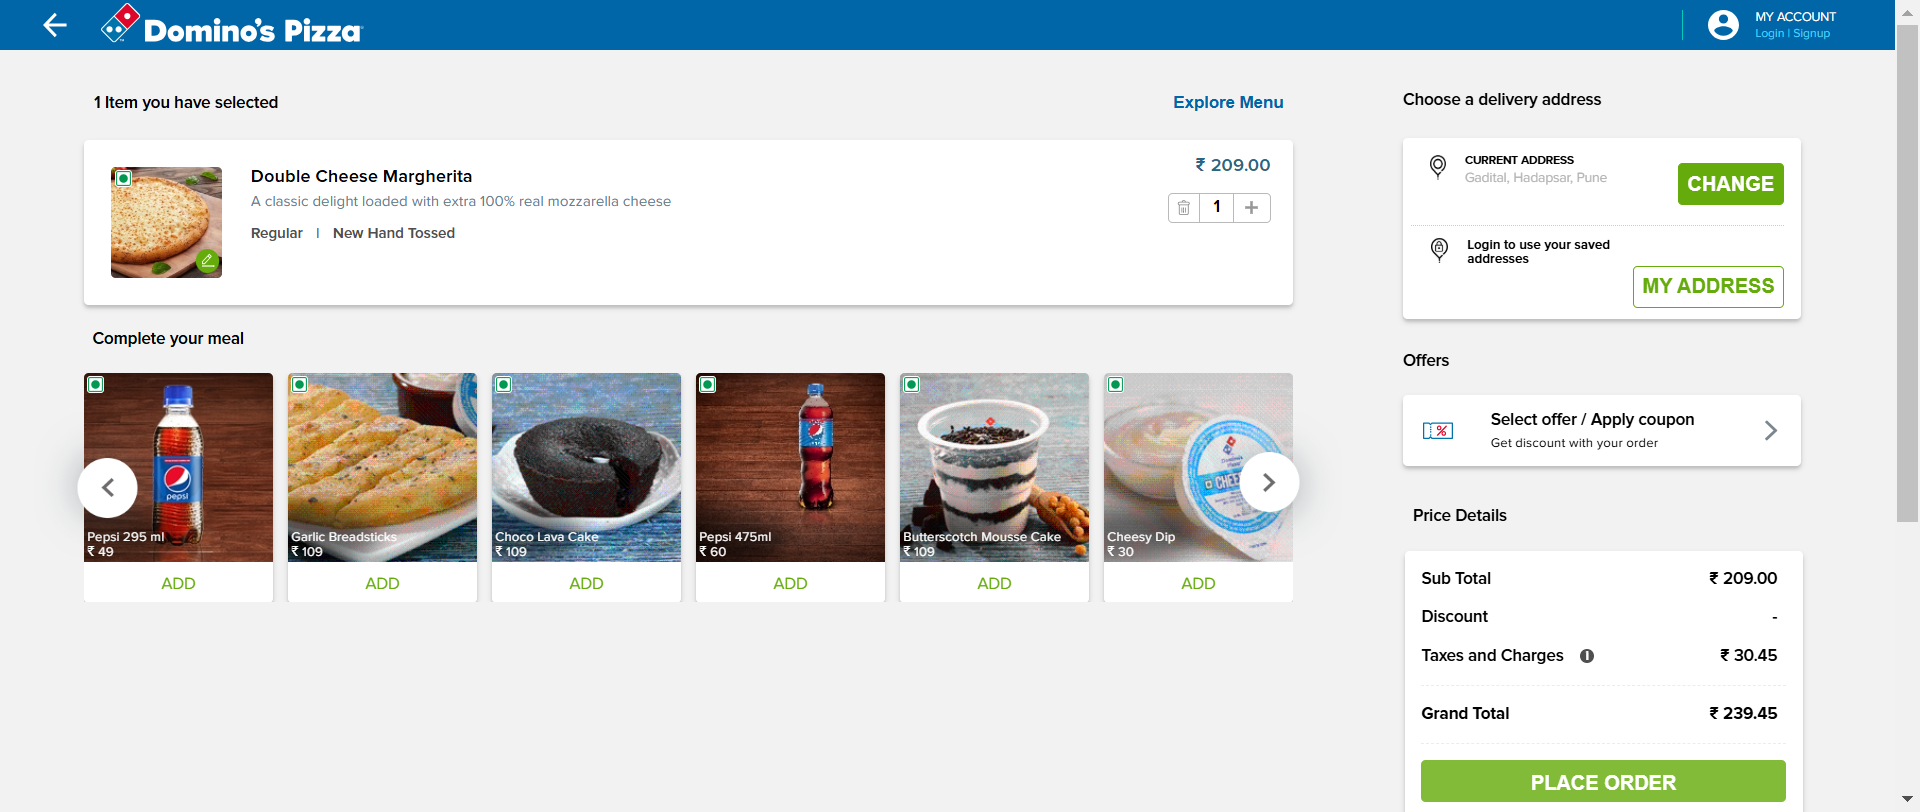 Domino's Pizza
MY ACCOUNT
Login | Signup
1 Item you have selected
Explore Menu
Double Cheese Margherita
₹ 209.00
A classic delight loaded with extra 100% real mozzarella cheese
1
Regular | New Hand Tossed
Complete your meal
pepsi
Pepsi 295 ml
₹ 49
ADD
Garlic Breadsticks
₹ 109
ADD
Choco Lava Cake
₹ 109
ADD
Pepsi 475ml
₹ 60
ADD
Butterscotch Mousse Cake
₹ 109
ADD
Cheesy Dip
₹ 30
ADD
Choose a delivery address
CURRENT ADDRESS
Gadital, Hadapsar, Pune
CHANGE
Login to use your saved
addresses
MY ADDRESS
Offers
Select offer / Apply coupon
Get discount with your order
Price Details
Sub Total ₹ 209.00
Discount -
Taxes and Charges ₹ 30.45
Grand Total ₹ 239.45
PLACE ORDER